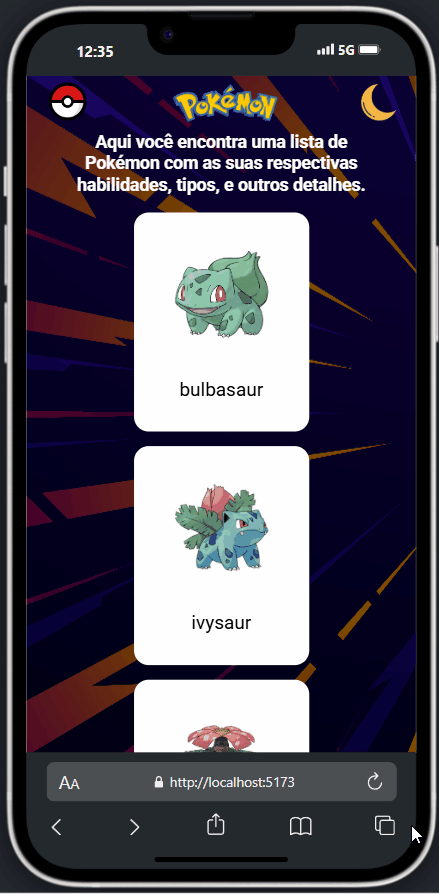 12:35
5G
POKéMON
Aqui você encontra uma lista de
Pokémon com as suas respectivas
habilidades, tipos, e outros detalhes.
bulbasaur
ivysaur
AA
http://localhost:5173